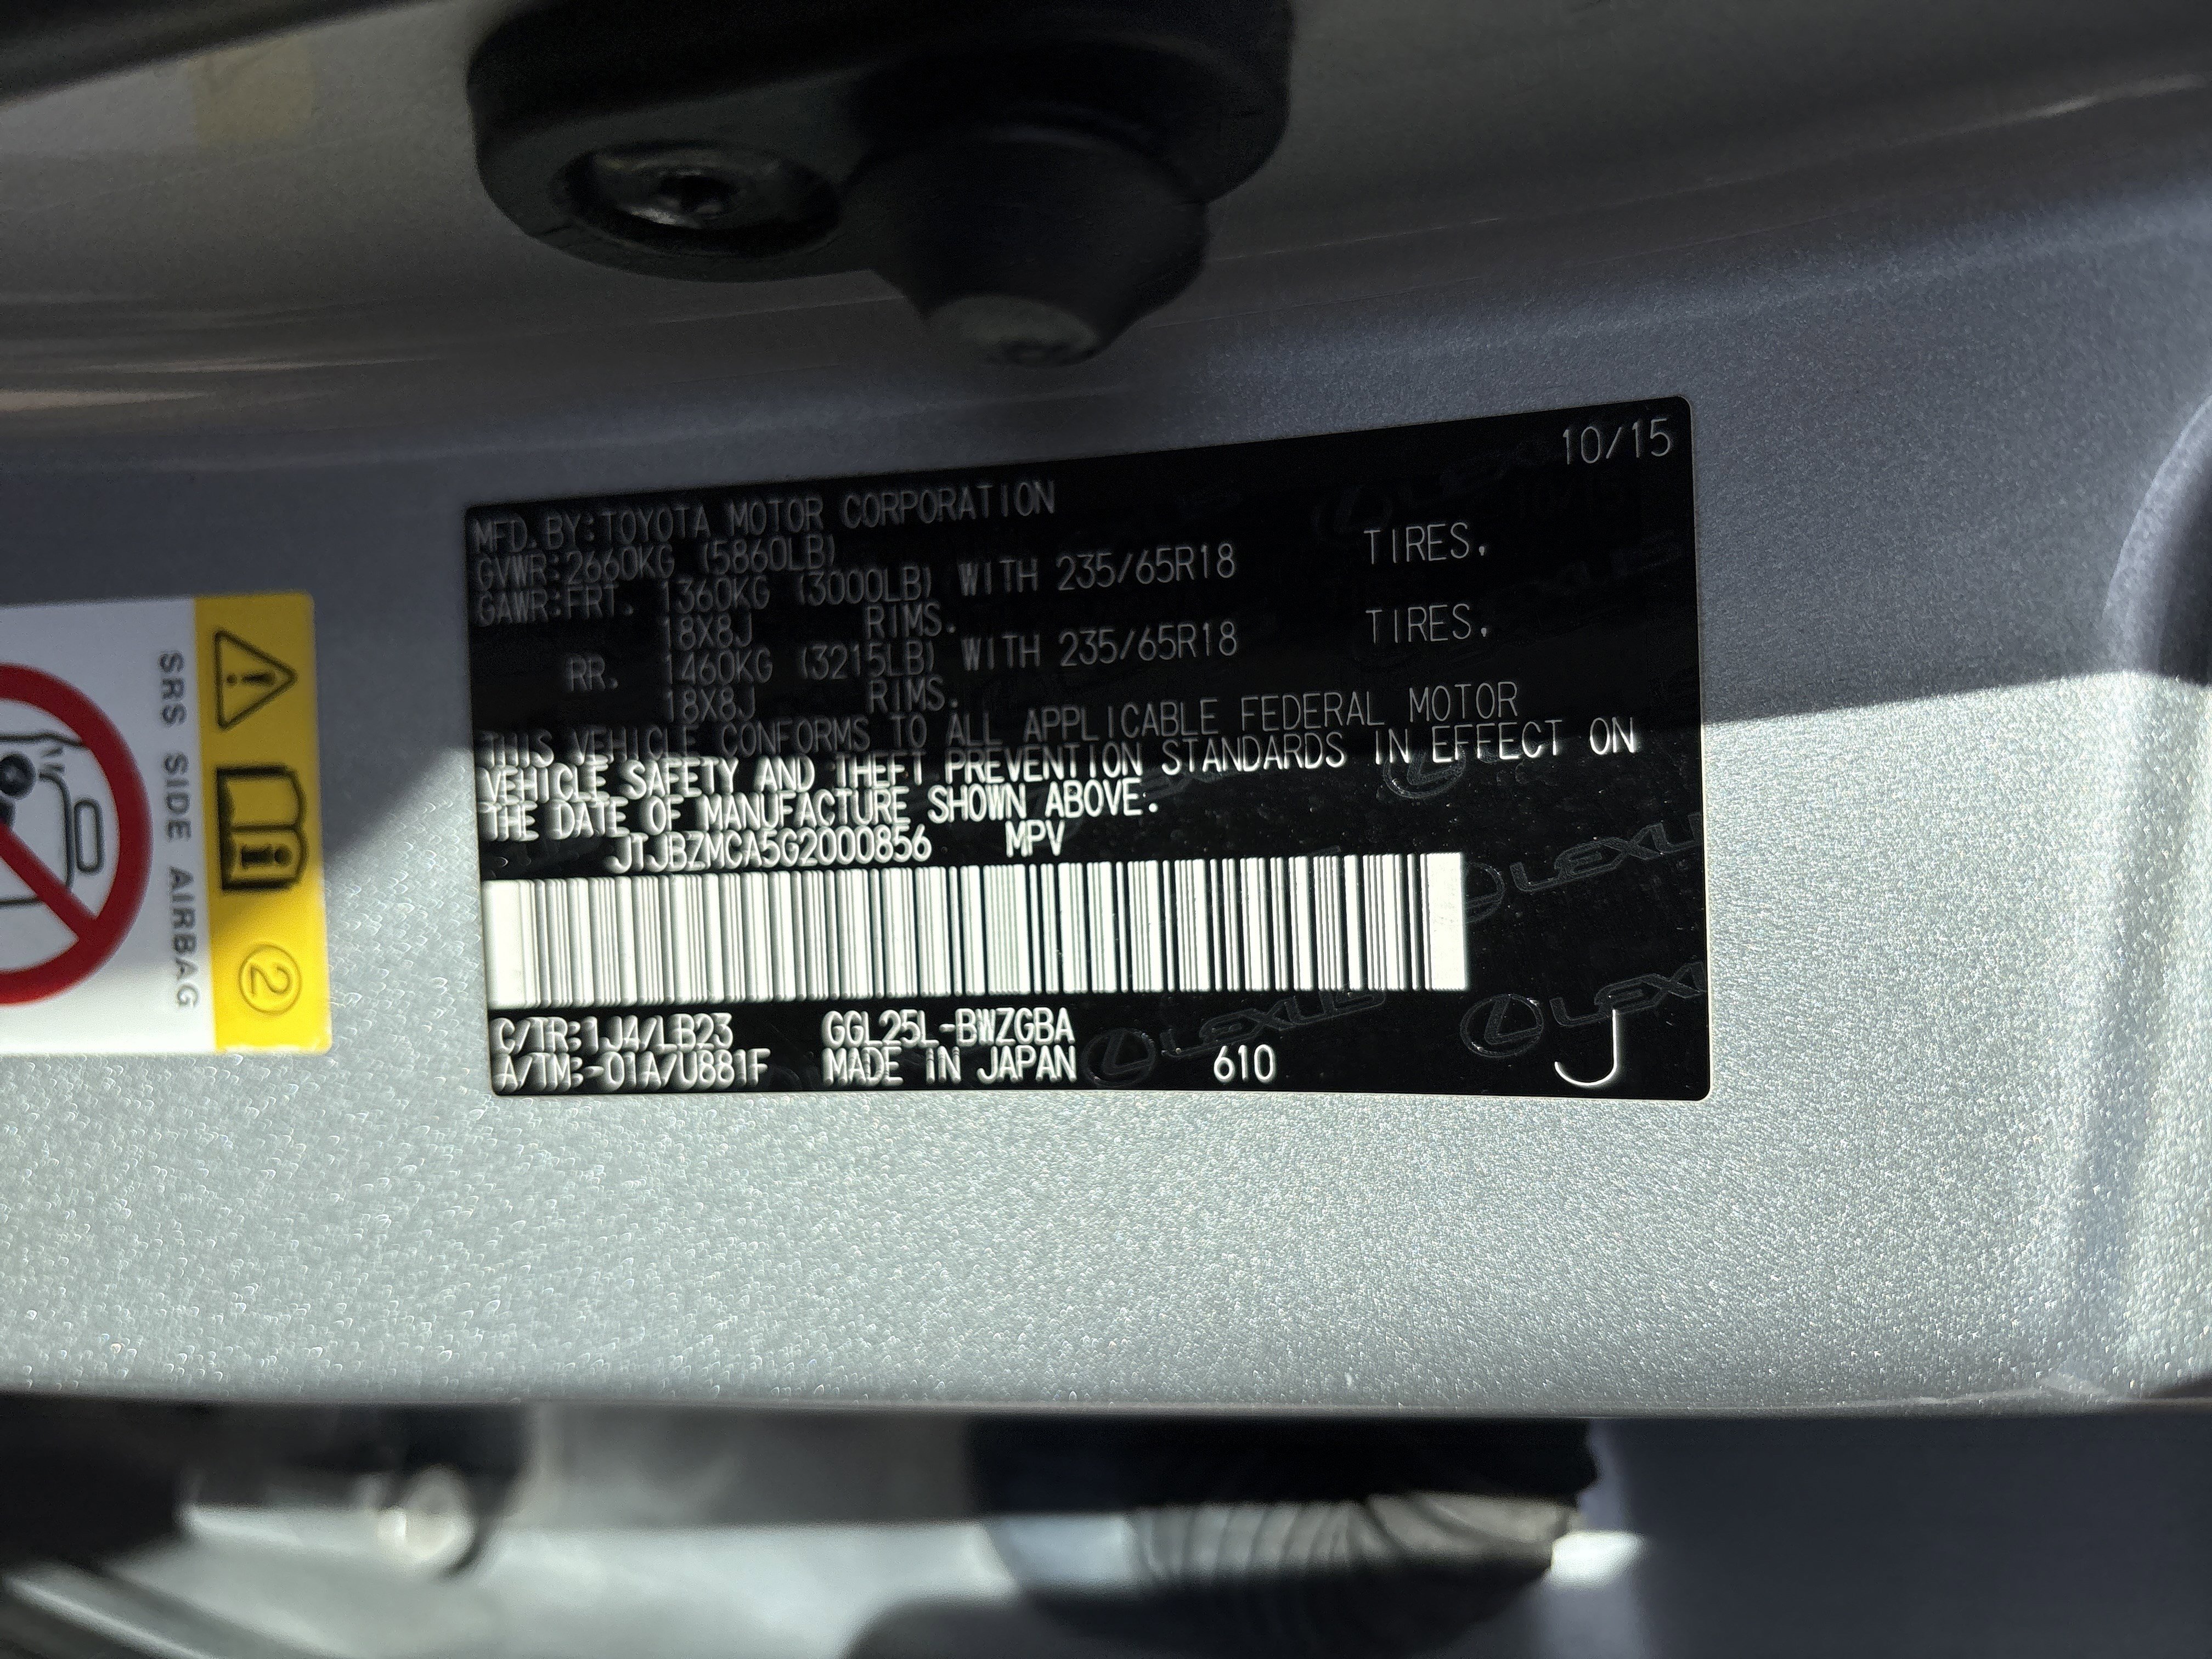 10/15
MFD.BY:TOYOTA MOTOR CORPORATION
GVWR:2660KG (5860LB)
GAWR:FRT. 1360KG (3000LB) WITH 235/65R18 TIRES.
18X8J RIMS.
RR. 1460KG (3215LB) WITH 235/65R18 TIRES.
18X8J RIMS.
THIS VEHICLE CONFORMS TO ALL APPLICABLE FEDERAL MOTOR
VEHICLE SAFETY AND THEFT PREVENTION STANDARDS IN EFFECT ON
THE DATE OF MANUFACTURE SHOWN ABOVE.
JTJBZMCA5G2000856 MPV
C/TR:1J4/LB23 GGL25L-BWZGBA
A/TM:-01A/U881F MADE IN JAPAN 610 J
LEXUS
SRS SIDE AIRBAG
2